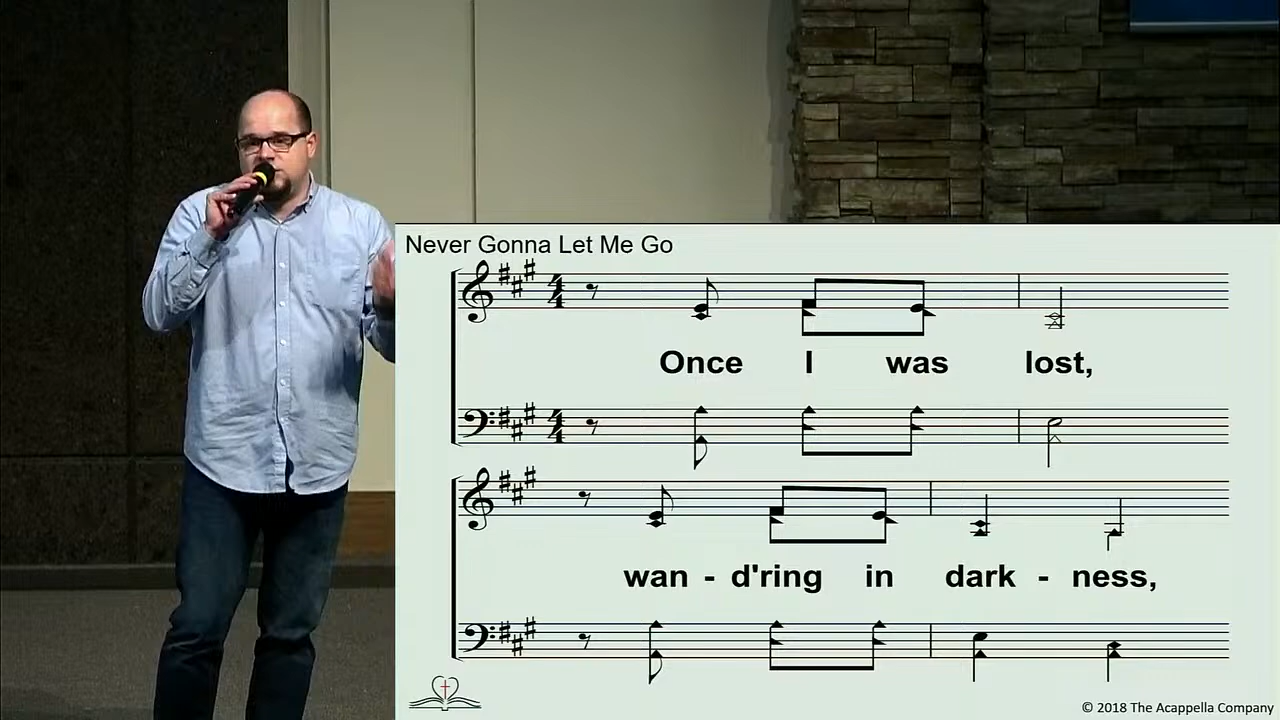 Never Gonna Let Me Go
Once I was lost,
wan - d'ring in dark - ness,
© 2018 The Acappella Company